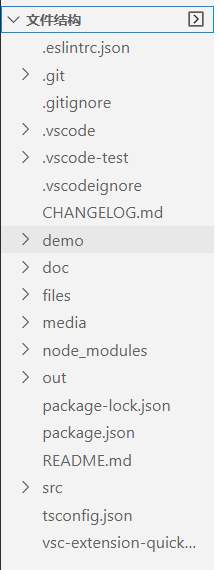 文件结构
.eslintrc.json
.git
.gitignore
.vscode
.vscode-test
.vscodeignore
CHANGELOG.md
demo
doc
files
media
node_modules
out
package-lock.json
package.json
README.md
src
tsconfig.json
vsc-extension-quick...